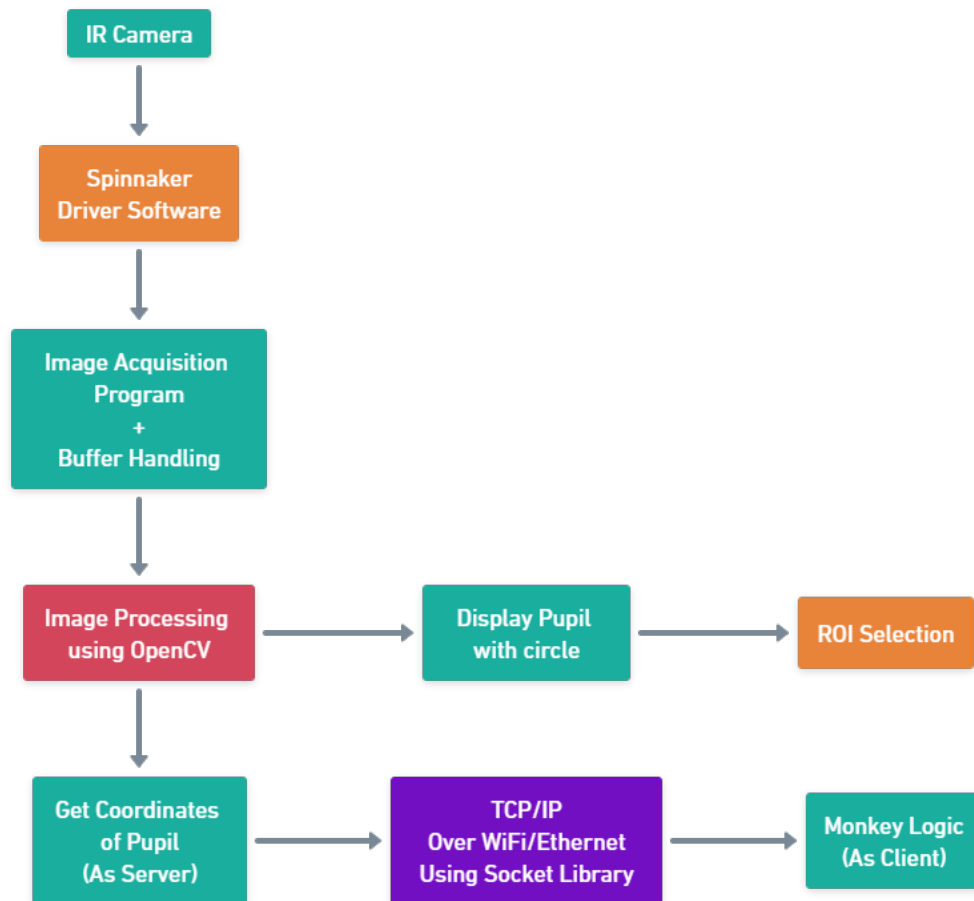 IR Camera
Spinnaker
Driver Software
Image Acquisition
Program
+
Buffer Handling
Image Processing
using OpenCV
Display Pupil
with circle
ROI Selection
Get Coordinates
of Pupil
(As Server)
TCP/IP
Over WiFi/Ethernet
Using Socket Library
Monkey Logic
(As Client)